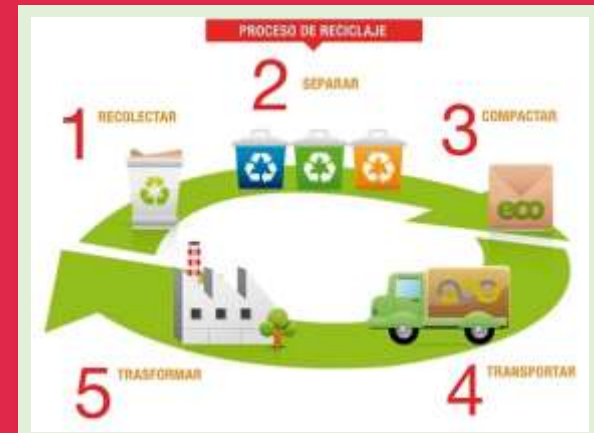 PROCESO DE RECICLAJE
1 RECOLECTAR
2 SEPARAR
3 COMPACTAR
eco
4 TRANSPORTAR
5 TRASFORMAR